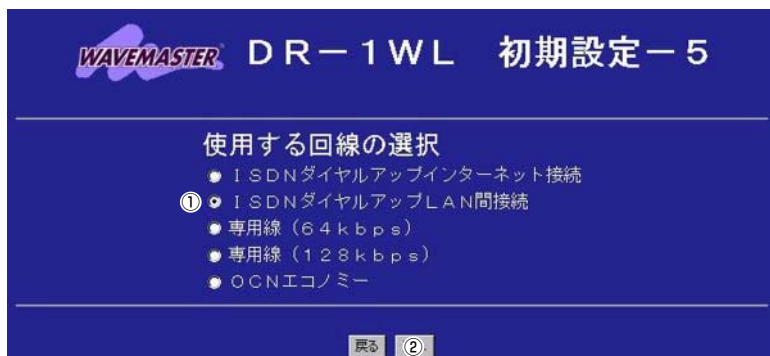 WAVEMASTER DR-1WL 初期設定-5
使用する回線の選択
ISDNダイヤルアップインターネット接続
① ISDNダイヤルアップLAN間接続
専用線(64kbps)
専用線(128kbps)
OCNエコノミー
戻る ②